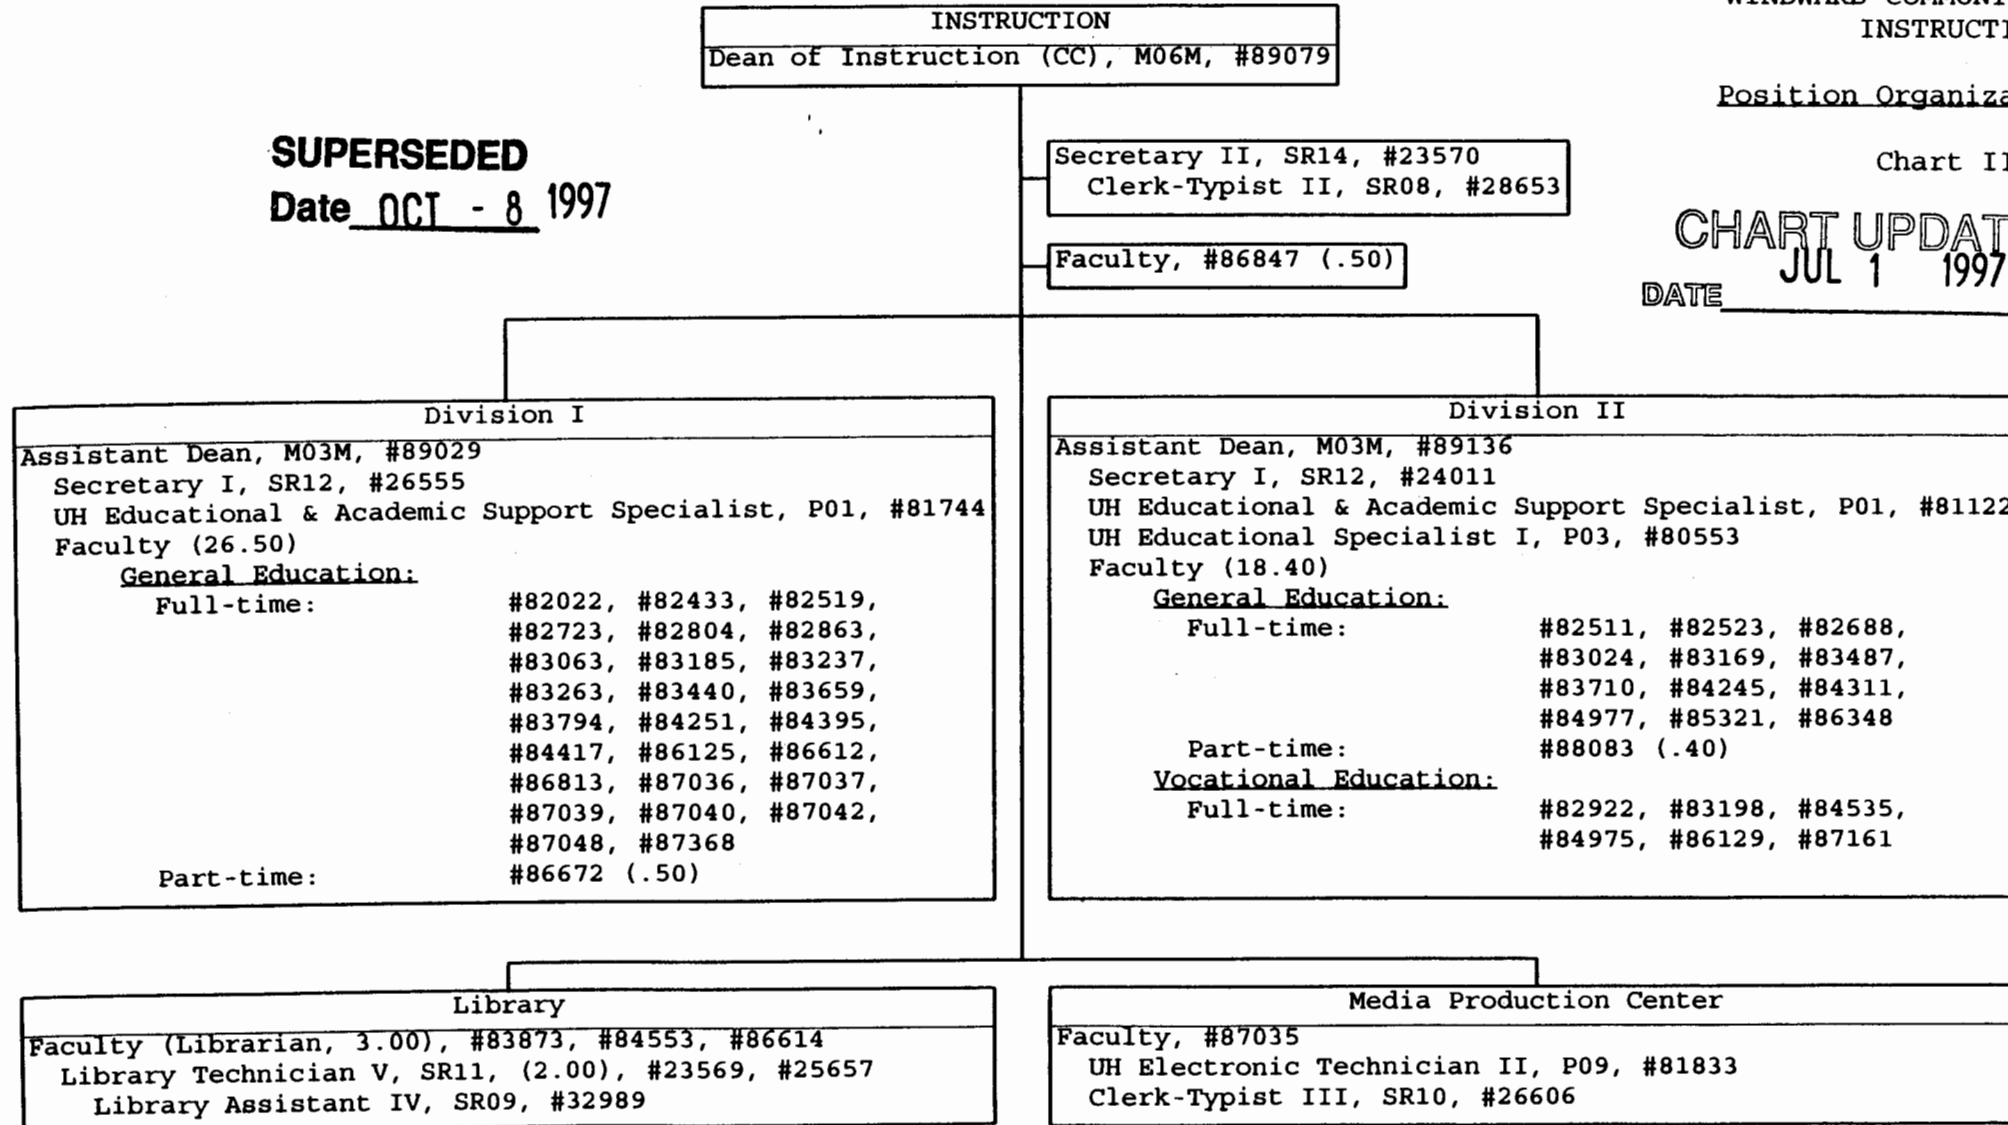 INSTRUCTION
Dean of Instruction (CC), M06M, #89079
INSTRUCTI
Position Organiza
Chart II
SUPERSEDED
Date OCT - 8 1997
CHART UPDAT
JUL 1 1997
DATE
Secretary II, SR14, #23570
Clerk-Typist II, SR08, #28653
Faculty, #86847 (.50)
Division I
Assistant Dean, M03M, #89029
Secretary I, SR12, #26555
UH Educational & Academic Support Specialist, P01, #81744
Faculty (26.50)
General Education:
Full-time: #82022, #82433, #82519,
#82723, #82804, #82863,
#83063, #83185, #83237,
#83263, #83440, #83659,
#83794, #84251, #84395,
#84417, #86125, #86612,
#86813, #87036, #87037,
#87039, #87040, #87042,
#87048, #87368
Part-time: #86672 (.50)
Division II
Assistant Dean, M03M, #89136
Secretary I, SR12, #24011
UH Educational & Academic Support Specialist, P01, #81122
UH Educational Specialist I, P03, #80553
Faculty (18.40)
General Education:
Full-time: #82511, #82523, #82688,
#83024, #83169, #83487,
#83710, #84245, #84311,
#84977, #85321, #86348
Part-time: #88083 (.40)
Vocational Education:
Full-time: #82922, #83198, #84535,
#84975, #86129, #87161
Library
Faculty (Librarian, 3.00), #83873, #84553, #86614
Library Technician V, SR11, (2.00), #23569, #25657
Library Assistant IV, SR09, #32989
Media Production Center
Faculty, #87035
UH Electronic Technician II, P09, #81833
Clerk-Typist III, SR10, #26606